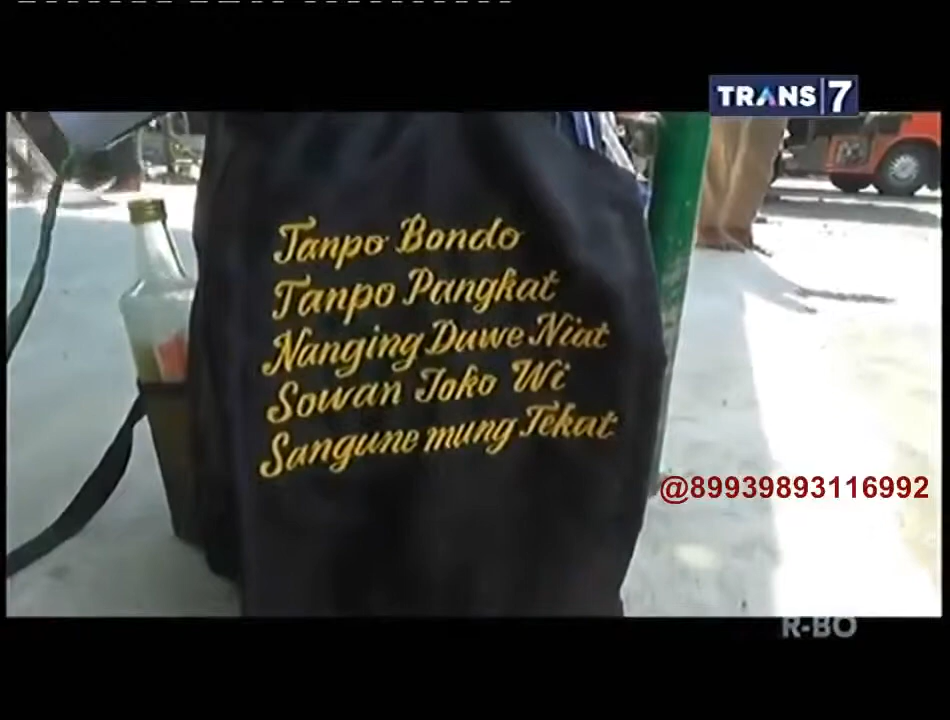 TRANS|7
Tanpo Bondo
Tanpo Pangkat
Nanging Duwe Niat
Sowan Joko Wi
Sangune mung Tekat
@89939893116992
R-BO